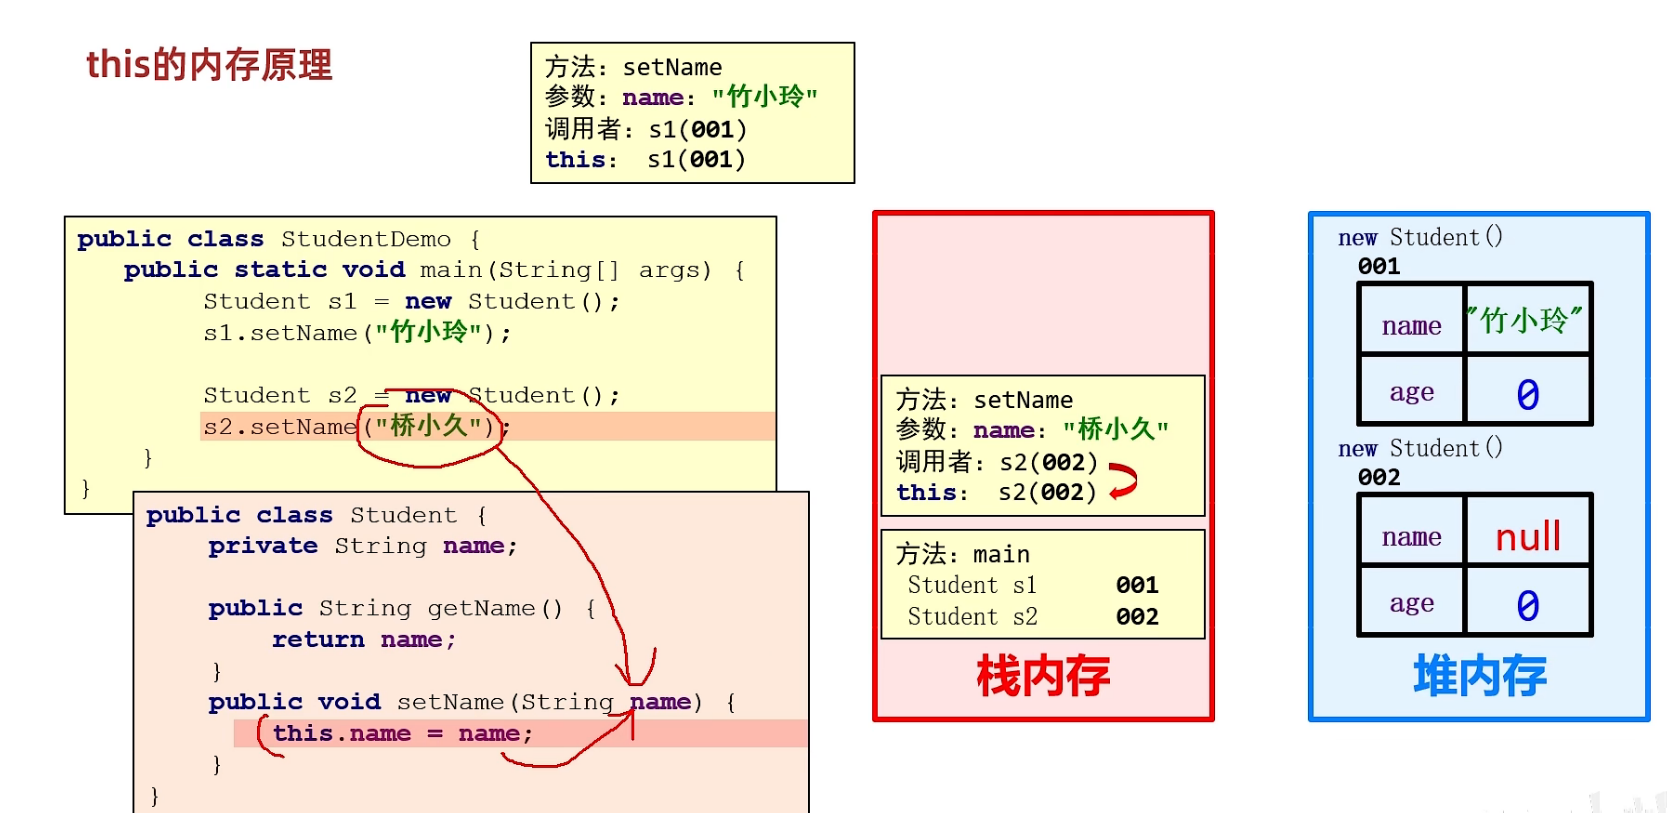 this的内存原理
方法：setName
参数：name："竹小玲"
调用者：s1(001)
this： s1(001)
public class StudentDemo {
public static void main(String[] args) {
Student s1 = new Student();
s1.setName("竹小玲");
Student s2 = new Student();
s2.setName("桥小久");
}
}
public class Student {
private String name;
public String getName() {
return name;
}
public void setName(String name) {
this.name = name;
}
}
方法：setName
参数：name："桥小久"
调用者：s2(002)
this： s2(002)
方法：main
Student s1 001
Student s2 002
栈内存
new Student()
001
name "竹小玲"
age 0
new Student()
002
name null
age 0
堆内存